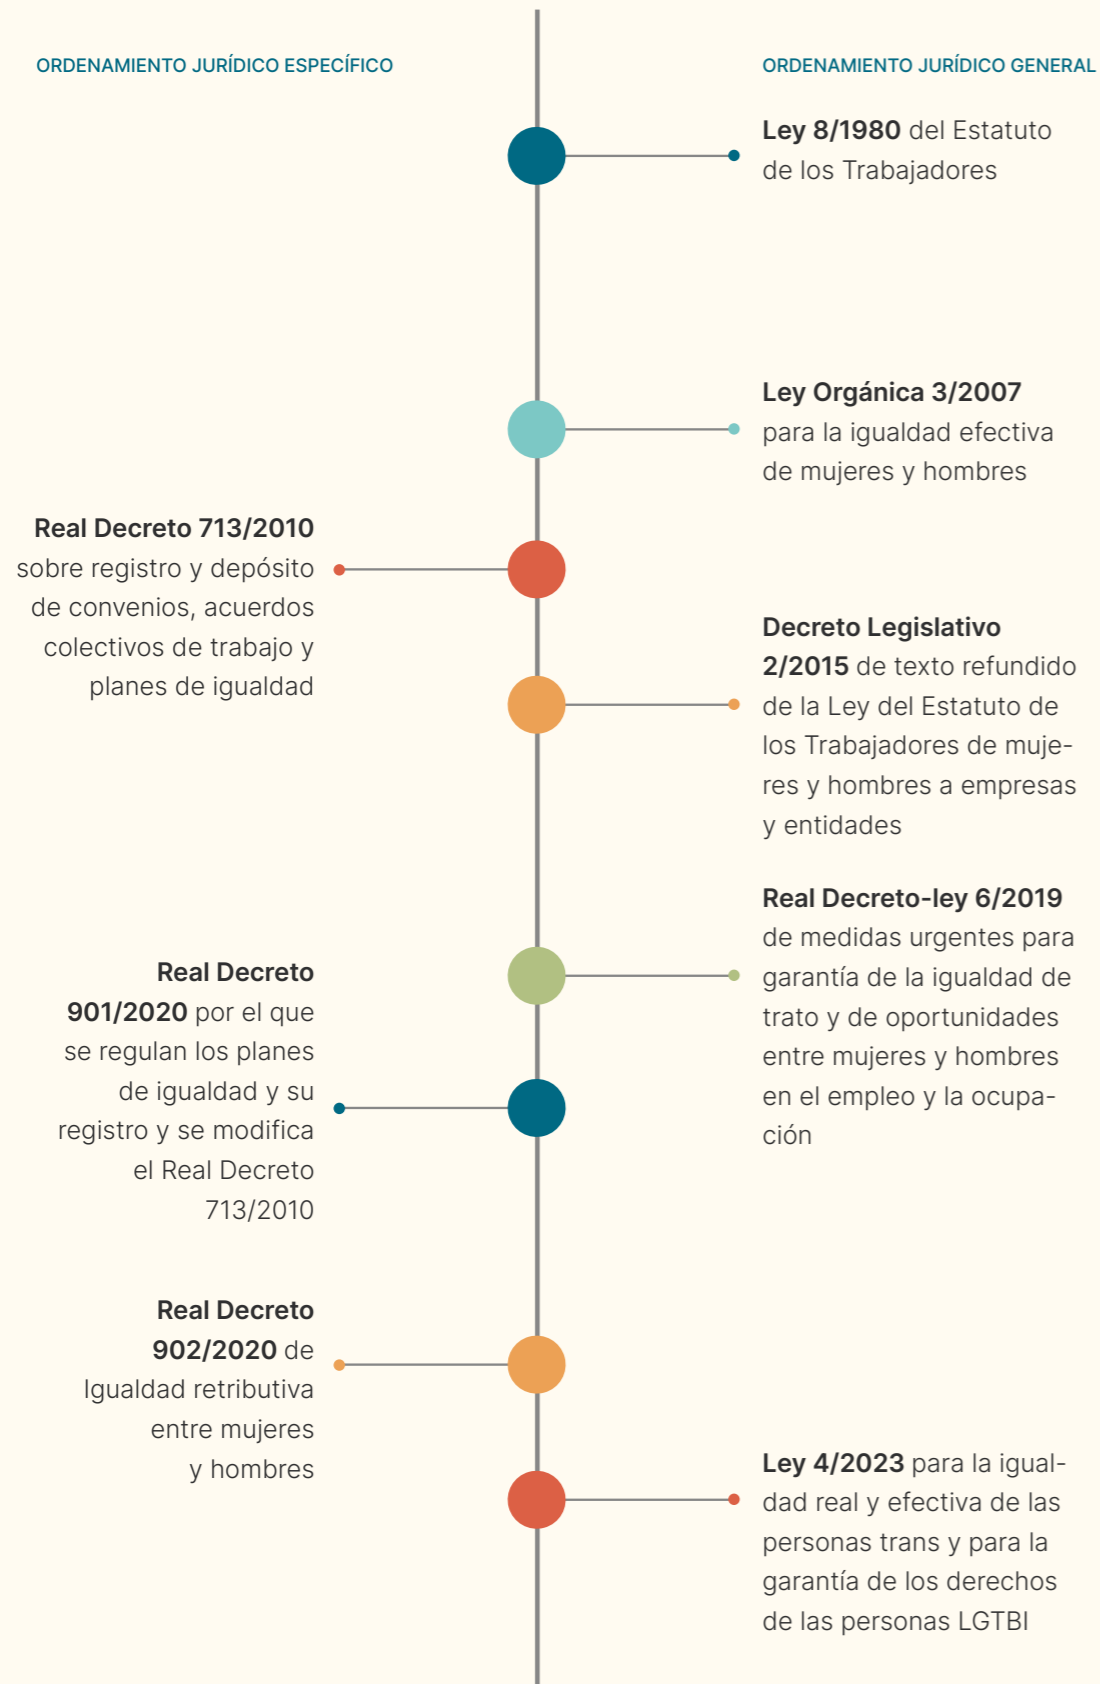 ORDENAMIENTO JURÍDICO ESPECÍFICO
ORDENAMIENTO JURÍDICO GENERAL
Ley 8/1980 del Estatuto
de los Trabajadores
Ley Orgánica 3/2007
para la igualdad efectiva
de mujeres y hombres
Real Decreto 713/2010
sobre registro y depósito
de convenios, acuerdos
colectivos de trabajo y
planes de igualdad
Decreto Legislativo
2/2015 de texto refundido
de la Ley del Estatuto de
los Trabajadores de muje-
res y hombres a empresas
y entidades
Real Decreto-ley 6/2019
de medidas urgentes para
garantía de la igualdad de
trato y de oportunidades
entre mujeres y hombres
en el empleo y la ocupa-
ción
Real Decreto
901/2020 por el que
se regulan los planes
de igualdad y su
registro y se modifica
el Real Decreto
713/2010
Real Decreto
902/2020 de
Igualdad retributiva
entre mujeres
y hombres
Ley 4/2023 para la igual-
dad real y efectiva de las
personas trans y para la
garantía de los derechos
de las personas LGTBI